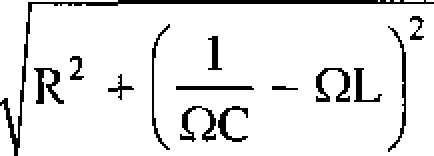 √(R² + (1/ΩC − ΩL)²)